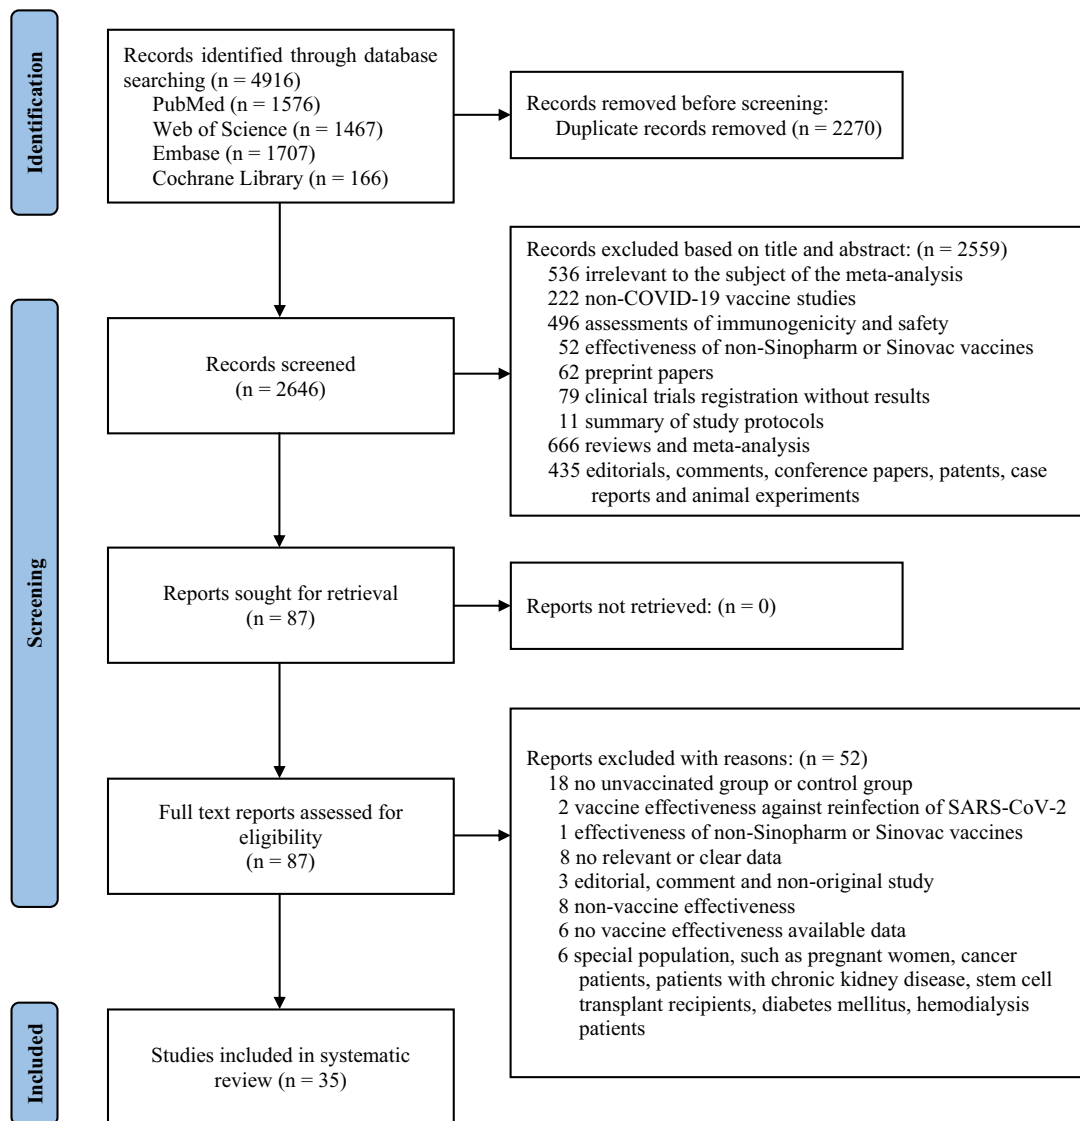 Identification
Records identified through database
searching (n = 4916)
PubMed (n = 1576)
Web of Science (n = 1467)
Embase (n = 1707)
Cochrane Library (n = 166)
Records removed before screening:
Duplicate records removed (n = 2270)
Screening
Records screened
(n = 2646)
Records excluded based on title and abstract: (n = 2559)
536 irrelevant to the subject of the meta-analysis
222 non-COVID-19 vaccine studies
496 assessments of immunogenicity and safety
52 effectiveness of non-Sinopharm or Sinovac vaccines
62 preprint papers
79 clinical trials registration without results
11 summary of study protocols
666 reviews and meta-analysis
435 editorials, comments, conference papers, patents, case
reports and animal experiments
Reports sought for retrieval
(n = 87)
Reports not retrieved: (n = 0)
Full text reports assessed for
eligibility
(n = 87)
Reports excluded with reasons: (n = 52)
18 no unvaccinated group or control group
2 vaccine effectiveness against reinfection of SARS-CoV-2
1 effectiveness of non-Sinopharm or Sinovac vaccines
8 no relevant or clear data
3 editorial, comment and non-original study
8 non-vaccine effectiveness
6 no vaccine effectiveness available data
6 special population, such as pregnant women, cancer
patients, patients with chronic kidney disease, stem cell
transplant recipients, diabetes mellitus, hemodialysis
patients
Included
Studies included in systematic
review (n = 35)